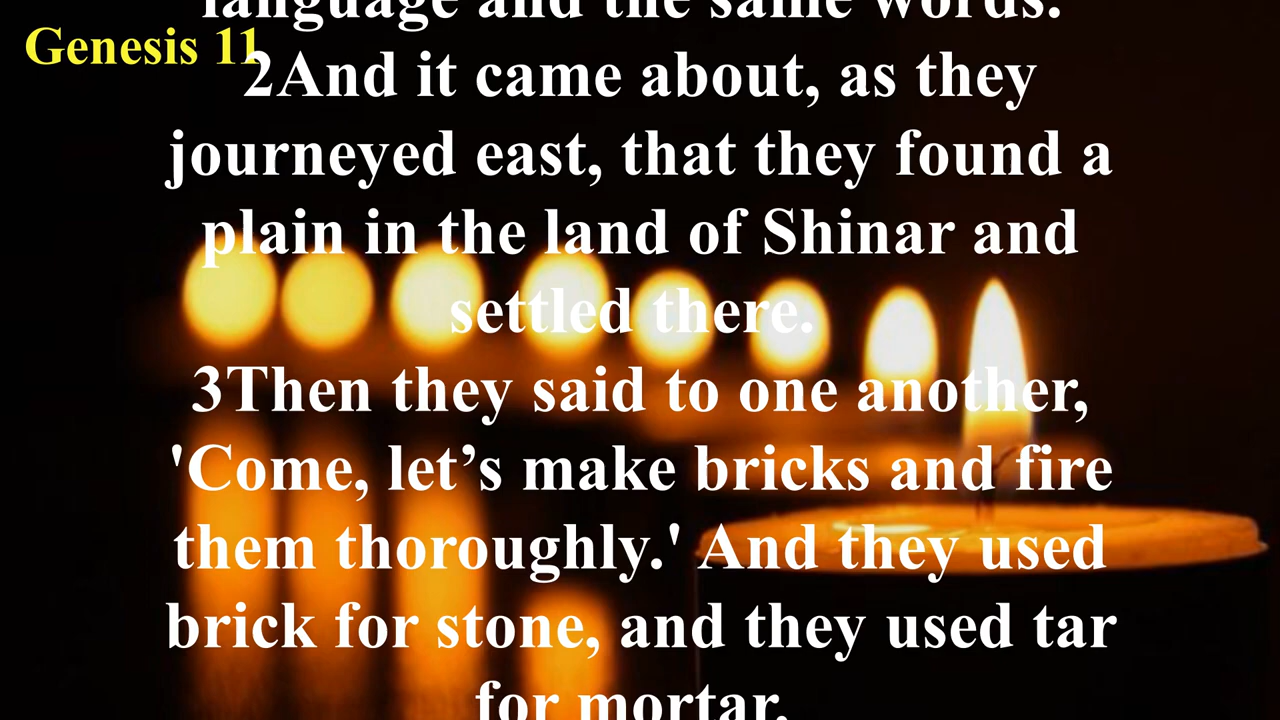 language and the same words.
Genesis 11
2And it came about, as they
journeyed east, that they found a
plain in the land of Shinar and
settled there.
3Then they said to one another,
'Come, let’s make bricks and fire
them thoroughly.' And they used
brick for stone, and they used tar
for mortar.